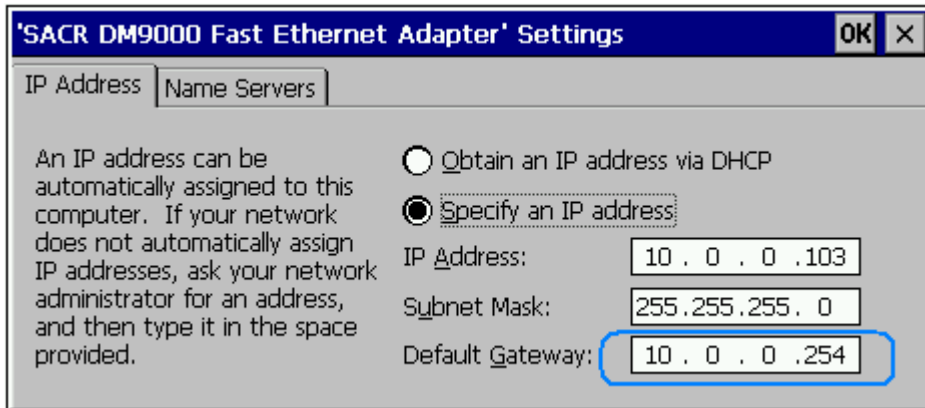 'SACR DM9000 Fast Ethernet Adapter' Settings
OK ×
IP Address
Name Servers
An IP address can be
automatically assigned to this
computer. If your network
does not automatically assign
IP addresses, ask your network
administrator for an address,
and then type it in the space
provided.
Obtain an IP address via DHCP
Specify an IP address
IP Address: 10 . 0 . 0 .103
Subnet Mask: 255.255.255. 0
Default Gateway: 10 . 0 . 0 .254